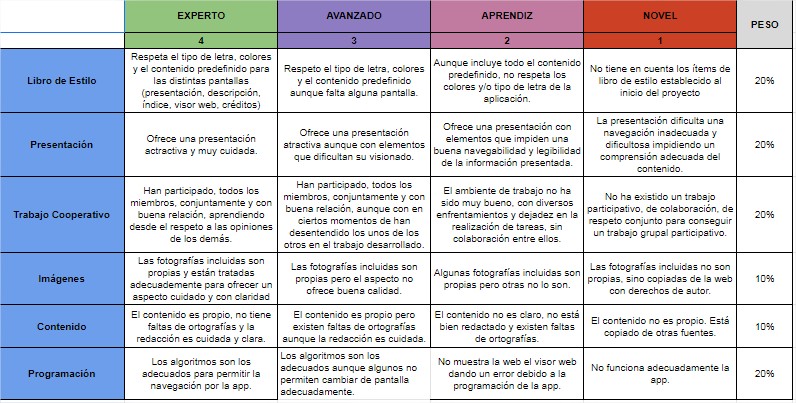 EXPERTO AVANZADO APRENDIZ NOVEL PESO
4 3 2 1
Libro de Estilo
Respeta el tipo de letra, colores
y el contenido predefinido para
las distintas pantallas
(presentación, descripción,
índice, visor web, créditos)
Respeto el tipo de letra, colores
y el contenido predefinido
aunque falta alguna pantalla.
Aunque incluye todo el contenido
predefinido, no respeta los
colores y/o tipo de letra de la
aplicación.
No tiene en cuenta los ítems de
libro de estilo establecido al
inicio del proyecto
20%
Presentación
Ofrece una presentación
atractiva y muy cuidada.
Ofrece una presentación
atractiva aunque con elementos
que dificultan su visionado.
Ofrece una presentación con
elementos que impiden una
buena navegabilidad y legibilidad
de la información presentada.
La presentación dificulta una
navegación inadecuada y
dificultosa impidiendo un
comprensión adecuada del
contenido.
20%
Trabajo Cooperativo
Han participado, todos los
miembros, conjuntamente y con
buena relación, aprendiendo
desde el respeto a las opiniones
de los demás.
Han participado, todos los
miembros, conjuntamente y con
buena relación, aunque con en
ciertos momentos de han
desentendido los unos de los
otros en el trabajo desarrollado.
El ambiente de trabajo no ha
sido muy bueno, con diversos
enfrentamientos y dejadez en la
realización de tareas, sin
colaboración entre ellos.
No ha existido un trabajo
participativo, de colaboración, de
respeto conjunto para conseguir
un trabajo grupal participativo.
20%
Imágenes
Las fotografías incluidas son
propias y están tratadas
adecuadamente para ofrecer un
aspecto cuidado y con claridad
Las fotografías incluidas son
propias pero el aspecto no
ofrece buena calidad.
Algunas fotografías incluidas son
propias pero otras no lo son.
Las fotografías incluidas no son
propias, sino copiadas de la web
con derechos de autor.
10%
Contenido
El contenido es propio, no tiene
faltas de ortografías y la
redacción es cuidada y clara.
El contenido es propio pero
existen faltas de ortografías
aunque la redacción es cuidada.
El contenido no es claro, no está
bien redactado y existen faltas
de ortografías.
El contenido no es propio. Está
copiado de otras fuentes.
10%
Programación
Los algoritmos son los
adecuados para permitir la
navegación por la app.
Los algoritmos son los
adecuados aunque algunos no
permiten cambiar de pantalla
adecuadamente.
No muestra la web el visor web
dando un error debido a la
programación de la app.
No funciona adecuadamente la
app.
20%